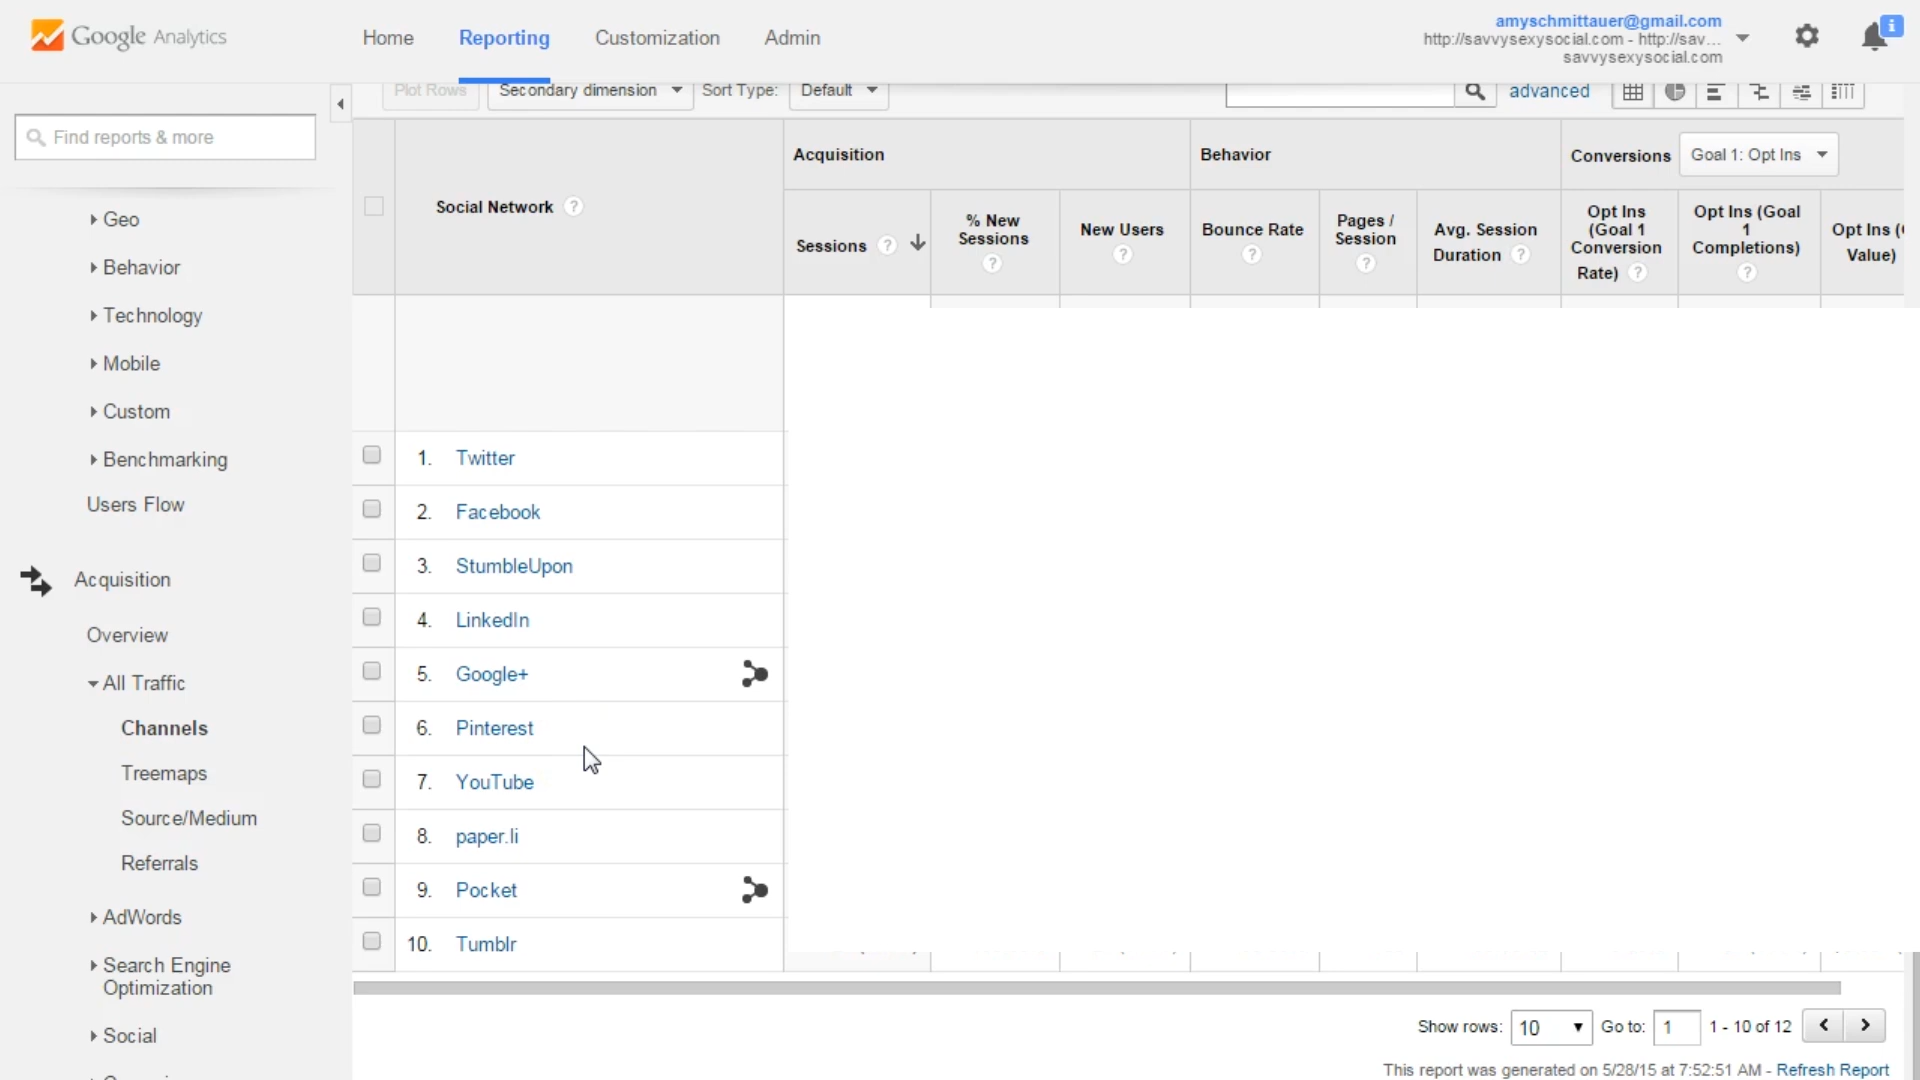 Google Analytics
Home Reporting Customization Admin
amyschmittauer@gmail.com
http://savvysexysocial.com - http://sav...
savvysexysocial.com
i
Plot Rows Secondary dimension Sort Type: Default advanced
Find reports & more
Geo
Behavior
Technology
Mobile
Custom
Benchmarking
Users Flow
Acquisition
Overview
All Traffic
Channels
Treemaps
Source/Medium
Referrals
AdWords
Search Engine
Optimization
Social
Social Network ?
Acquisition
Behavior
Conversions Goal 1: Opt Ins
Sessions ?
% New
Sessions
?
New Users
?
Bounce Rate
?
Pages /
Session
?
Avg. Session
Duration ?
Opt Ins
(Goal 1
Conversion
Rate) ?
Opt Ins (Goal
1
Completions)
?
Opt Ins (
Value)
1. Twitter
2. Facebook
3. StumbleUpon
4. LinkedIn
5. Google+
6. Pinterest
7. YouTube
8. paper.li
9. Pocket
10. Tumblr
Show rows: 10 Go to: 1 1 - 10 of 12
This report was generated on 5/28/15 at 7:52:51 AM - Refresh Report